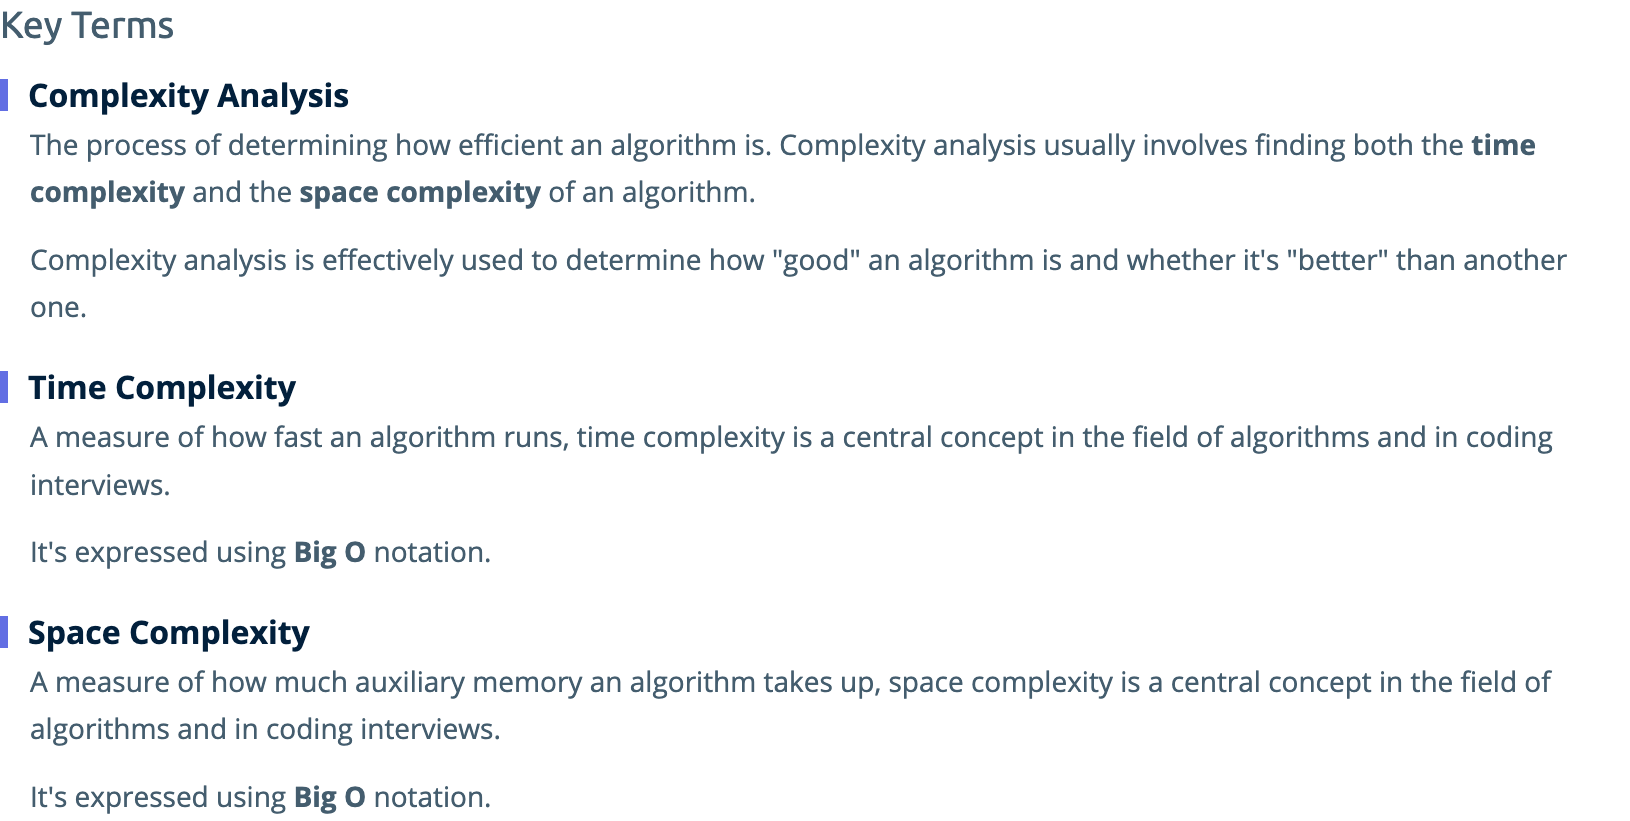 Key Terms
Complexity Analysis
The process of determining how efficient an algorithm is. Complexity analysis usually involves finding both the time
complexity and the space complexity of an algorithm.
Complexity analysis is effectively used to determine how "good" an algorithm is and whether it's "better" than another
one.
Time Complexity
A measure of how fast an algorithm runs, time complexity is a central concept in the field of algorithms and in coding
interviews.
It's expressed using Big O notation.
Space Complexity
A measure of how much auxiliary memory an algorithm takes up, space complexity is a central concept in the field of
algorithms and in coding interviews.
It's expressed using Big O notation.